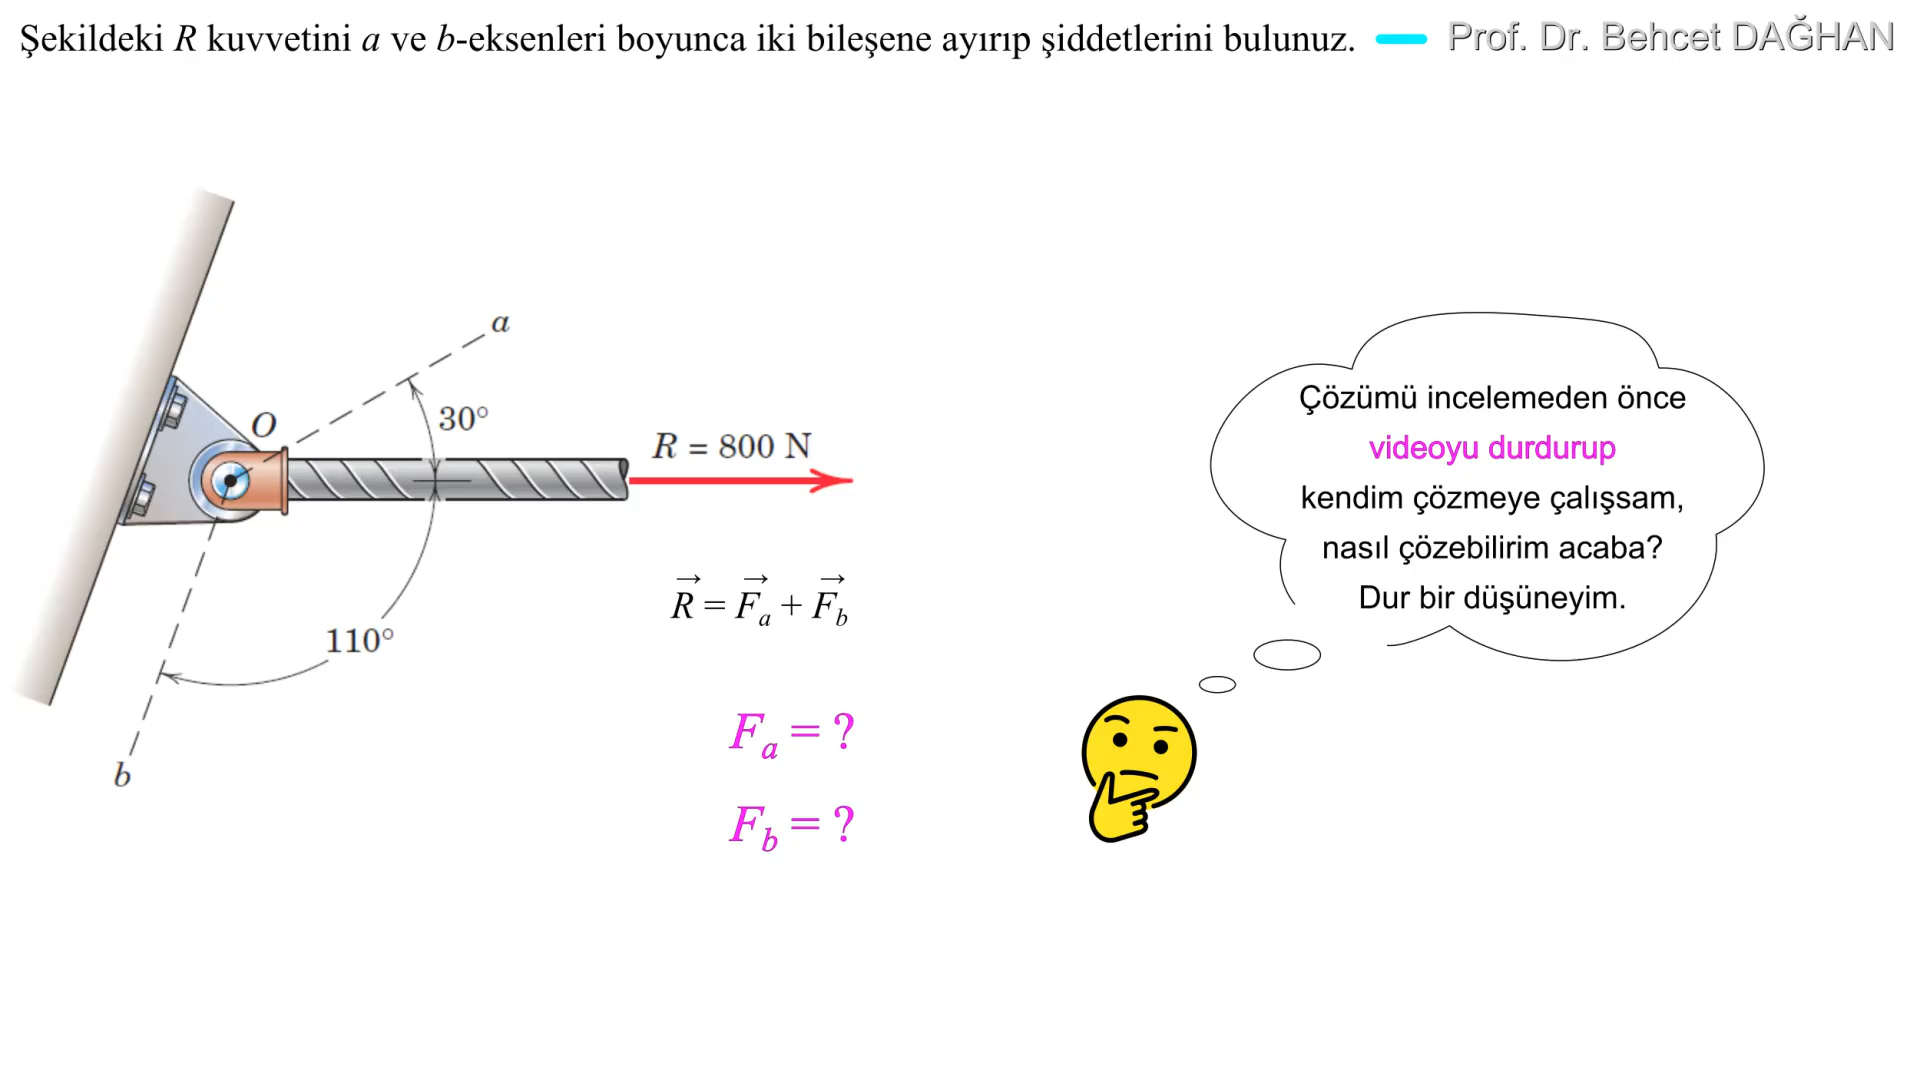 Şekildeki R kuvvetini a ve b-eksenleri boyunca iki bileşene ayırıp şiddetlerini bulunuz.
Prof. Dr. Behcet DAĞHAN
a
O
30°
R = 800 N
110°
b
R⃗ = F⃗a + F⃗b
Fa = ?
Fb = ?
Çözümü incelemeden önce
videoyu durdurup
kendim çözmeye çalışsam,
nasıl çözebilirim acaba?
Dur bir düşüneyim.